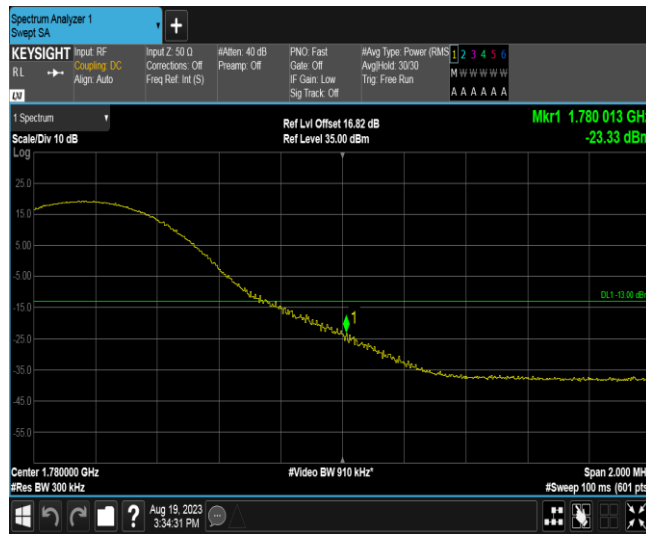 Spectrum Analyzer 1
Swept SA
KEYSIGHT
RL
LXI
Input: RF
Coupling: DC
Align: Auto
Input Z: 50 Ω
Corrections: Off
Freq Ref: Int (S)
#Atten: 40 dB
Preamp: Off
PNO: Fast
Gate: Off
IF Gain: Low
Sig Track: Off
#Avg Type: Power (RMS
Avg|Hold: 30/30
Trig: Free Run
1 2 3 4 5 6
M W W W W W
A A A A A A
1 Spectrum
Scale/Div 10 dB
Log
Ref Lvl Offset 16.82 dB
Ref Level 35.00 dBm
Mkr1 1.780 013 GHz
-23.33 dBm
25.0
15.0
5.00
-5.00
-15.0
-25.0
-35.0
-45.0
-55.0
DL1 -13.00 dBm
1
Center 1.780000 GHz
#Res BW 300 kHz
#Video BW 910 kHz*
Span 2.000 MH
#Sweep 100 ms (601 pts
?
Aug 19, 2023
3:34:31 PM